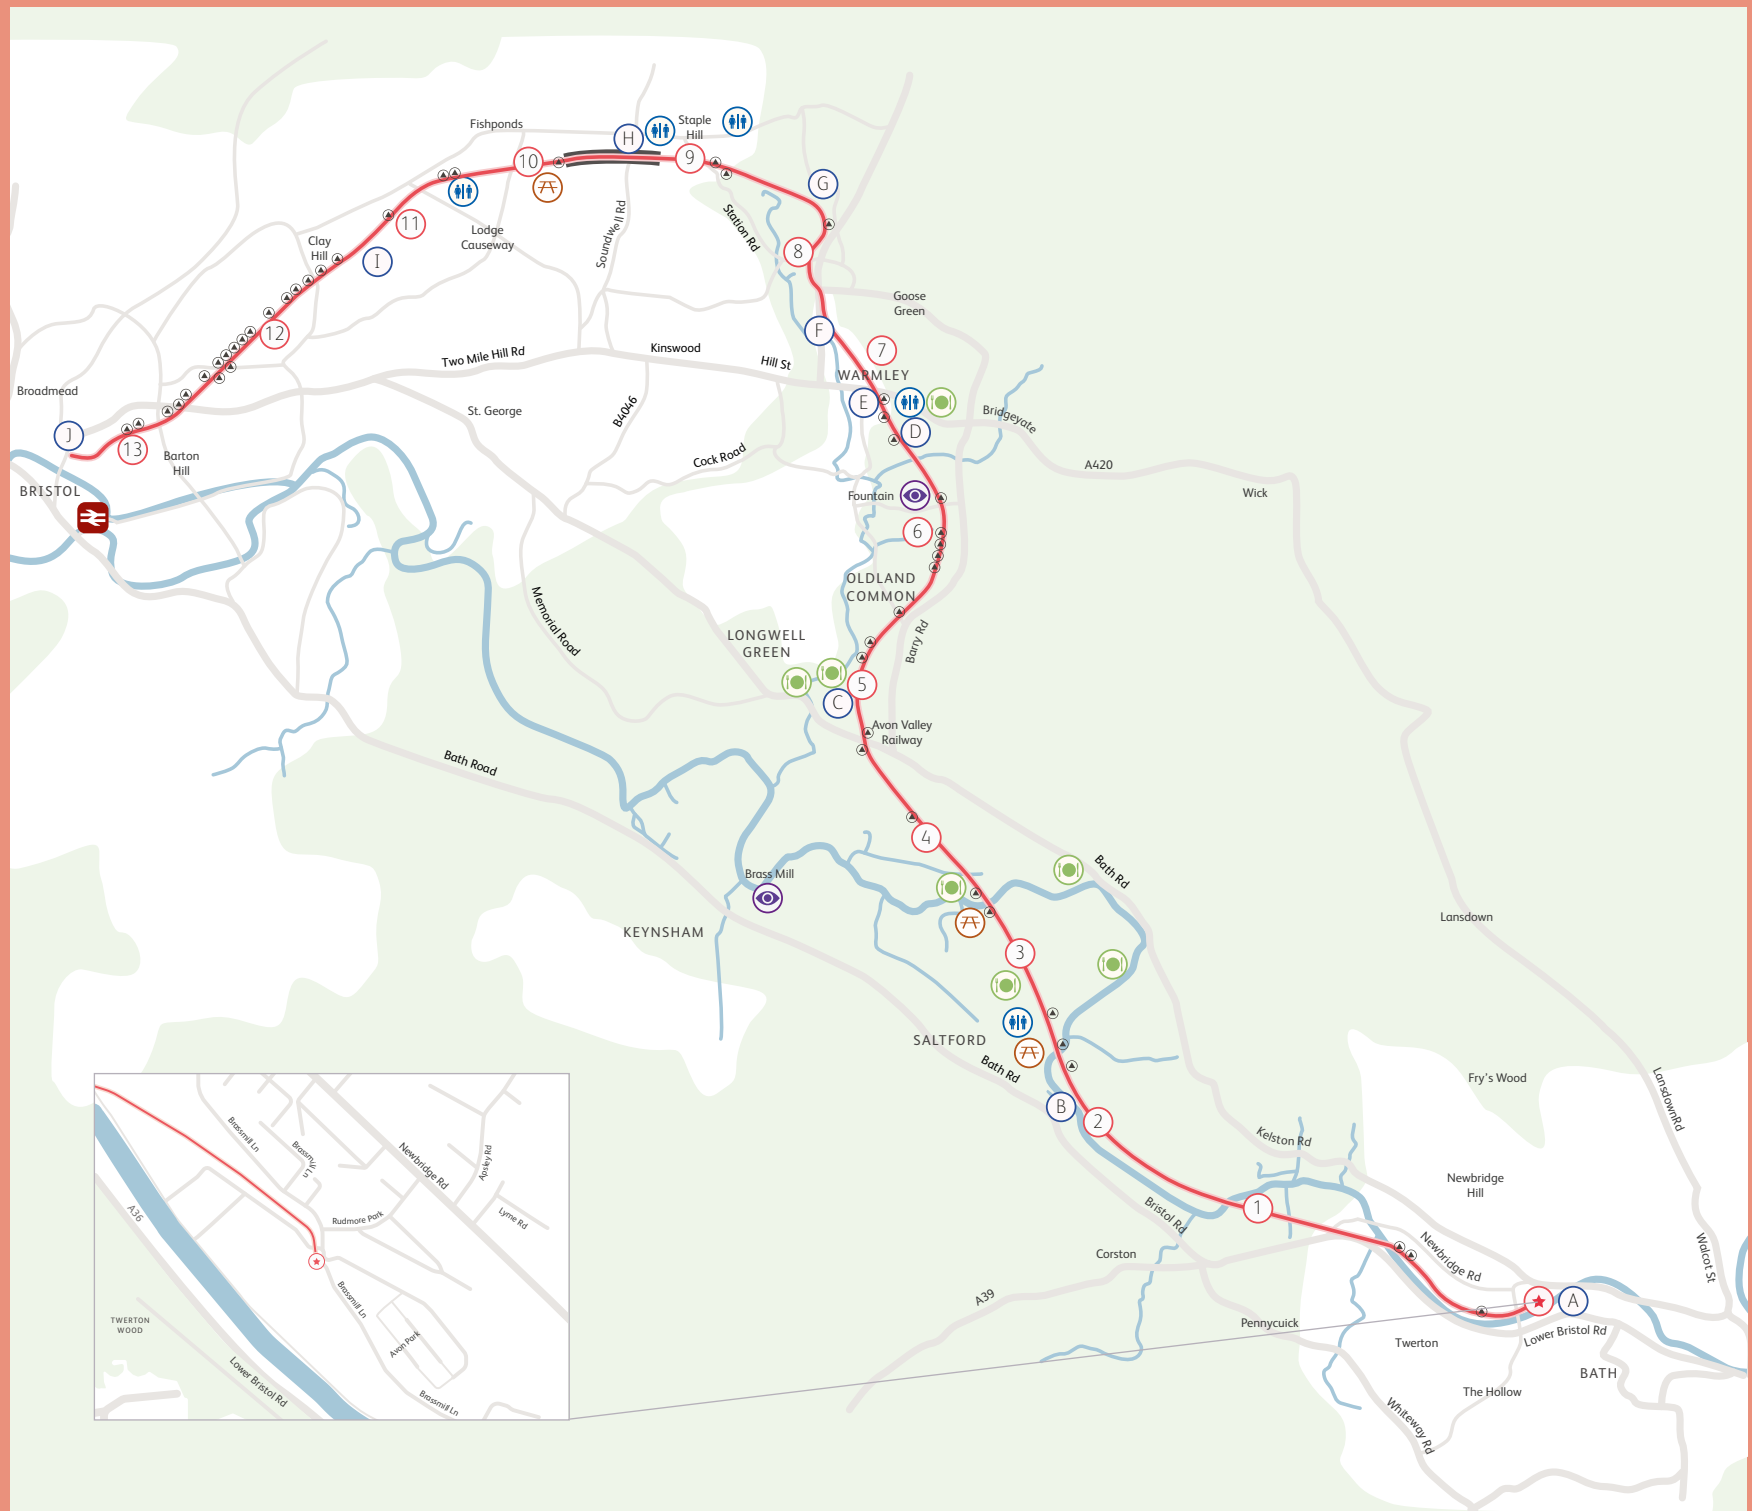 Fishponds
H
Staple
Hill
10
9
G
Station Rd
Soundwell Rd
11
Lodge
Causeway
Clay
Hill
I
8
Goose
Green
F
12
7
Two Mile Hill Rd
Kinswood
Hill St
WARMLEY
Broadmead
St. George
B4046
E
D
Bridgeyate
J
13
Barton
Hill
Cock Road
A420
Wick
BRISTOL
Fountain
6
OLDLAND
COMMON
Memorial Road
LONGWELL
GREEN
Barry Rd
5
C
Avon Valley
Railway
Bath Road
4
Bath Rd
Brass Mill
KEYNSHAM
Lansdown
3
SALTFORD
Bath Rd
Fry's Wood
LansdownRd
B
2
Kelston Rd
Newbridge
Hill
1
Bristol Rd
Corston
Newbridge Rd
Walcot St
A39
A
Pennycuick
Twerton
Lower Bristol Rd
BATH
The Hollow
Whiteway Rd
Brassmill Ln
Brassmill Ln
Newbridge Rd
Apsley Rd
A36
Rudmore Park
Lyme Rd
Brassmill Ln
TWERTON
WOOD
Avon Park
Lower Bristol Rd
Brassmill Ln